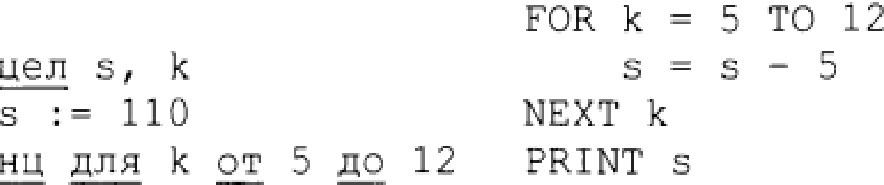 цел s, k
s := 110
нц для k от 5 до 12
FOR k = 5 TO 12
s = s - 5
NEXT k
PRINT s